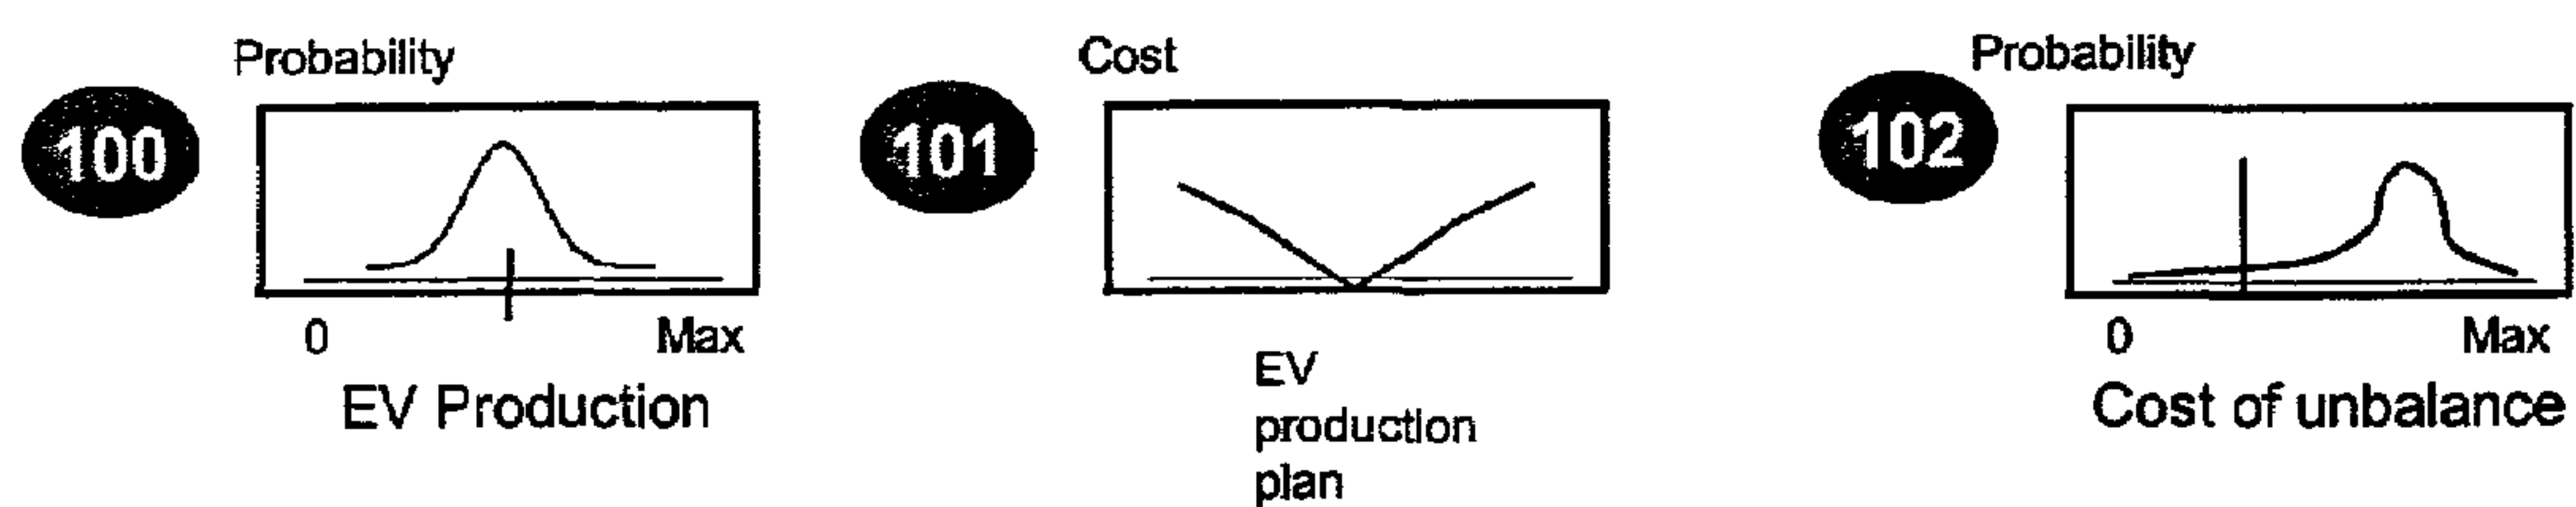 100
Probability
0
Max
EV Production
101
Cost
EV
production
plan
102
Probability
0
Max
Cost of unbalance